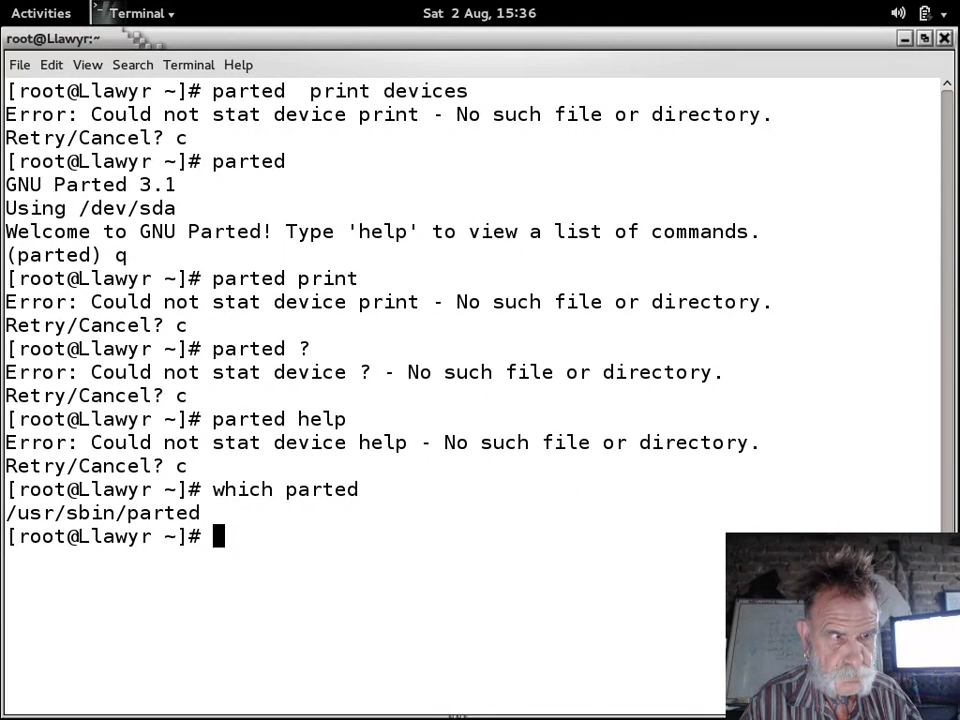 Activities Terminal Sat 2 Aug, 15:36
root@Llawyr:~
File Edit View Search Terminal Help
[root@Llawyr ~]# parted  print devices
Error: Could not stat device print - No such file or directory.
Retry/Cancel? c
[root@Llawyr ~]# parted
GNU Parted 3.1
Using /dev/sda
Welcome to GNU Parted! Type 'help' to view a list of commands.
(parted) q
[root@Llawyr ~]# parted print
Error: Could not stat device print - No such file or directory.
Retry/Cancel? c
[root@Llawyr ~]# parted ?
Error: Could not stat device ? - No such file or directory.
Retry/Cancel? c
[root@Llawyr ~]# parted help
Error: Could not stat device help - No such file or directory.
Retry/Cancel? c
[root@Llawyr ~]# which parted
/usr/sbin/parted
[root@Llawyr ~]#